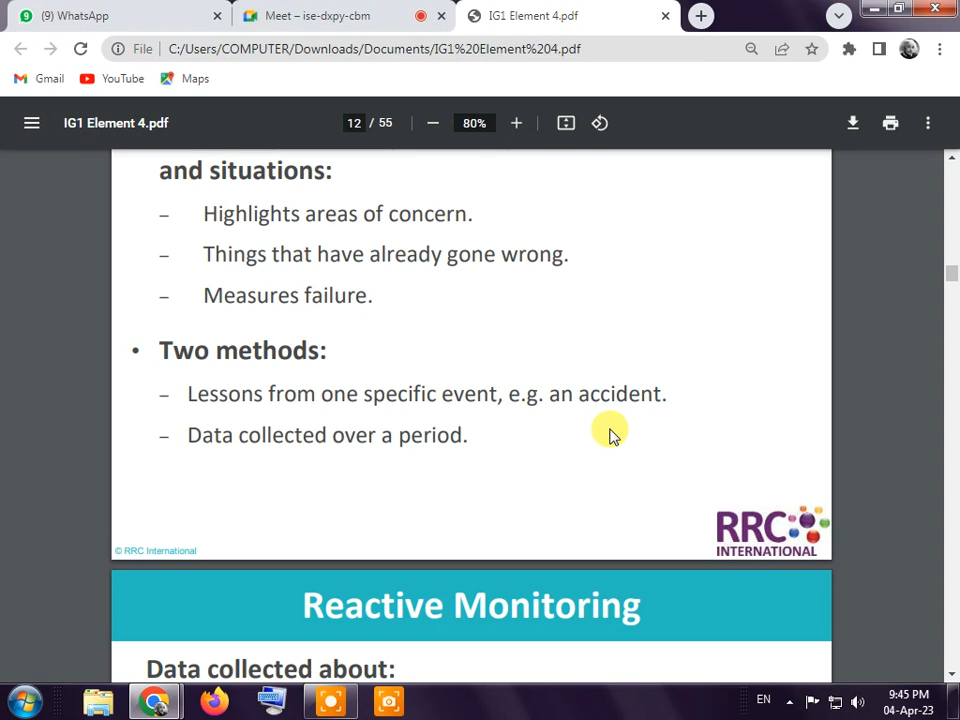 (9) WhatsApp
Meet – ise-dxpy-cbm
IG1 Element 4.pdf
File
C:/Users/COMPUTER/Downloads/Documents/IG1%20Element%204.pdf
Gmail
YouTube
Maps
IG1 Element 4.pdf
12 / 55
80%
and situations:
– Highlights areas of concern.
– Things that have already gone wrong.
– Measures failure.
• Two methods:
– Lessons from one specific event, e.g. an accident.
– Data collected over a period.
RRC
INTERNATIONAL
© RRC International
Reactive Monitoring
Data collected about:
EN
9:45 PM
04-Apr-23